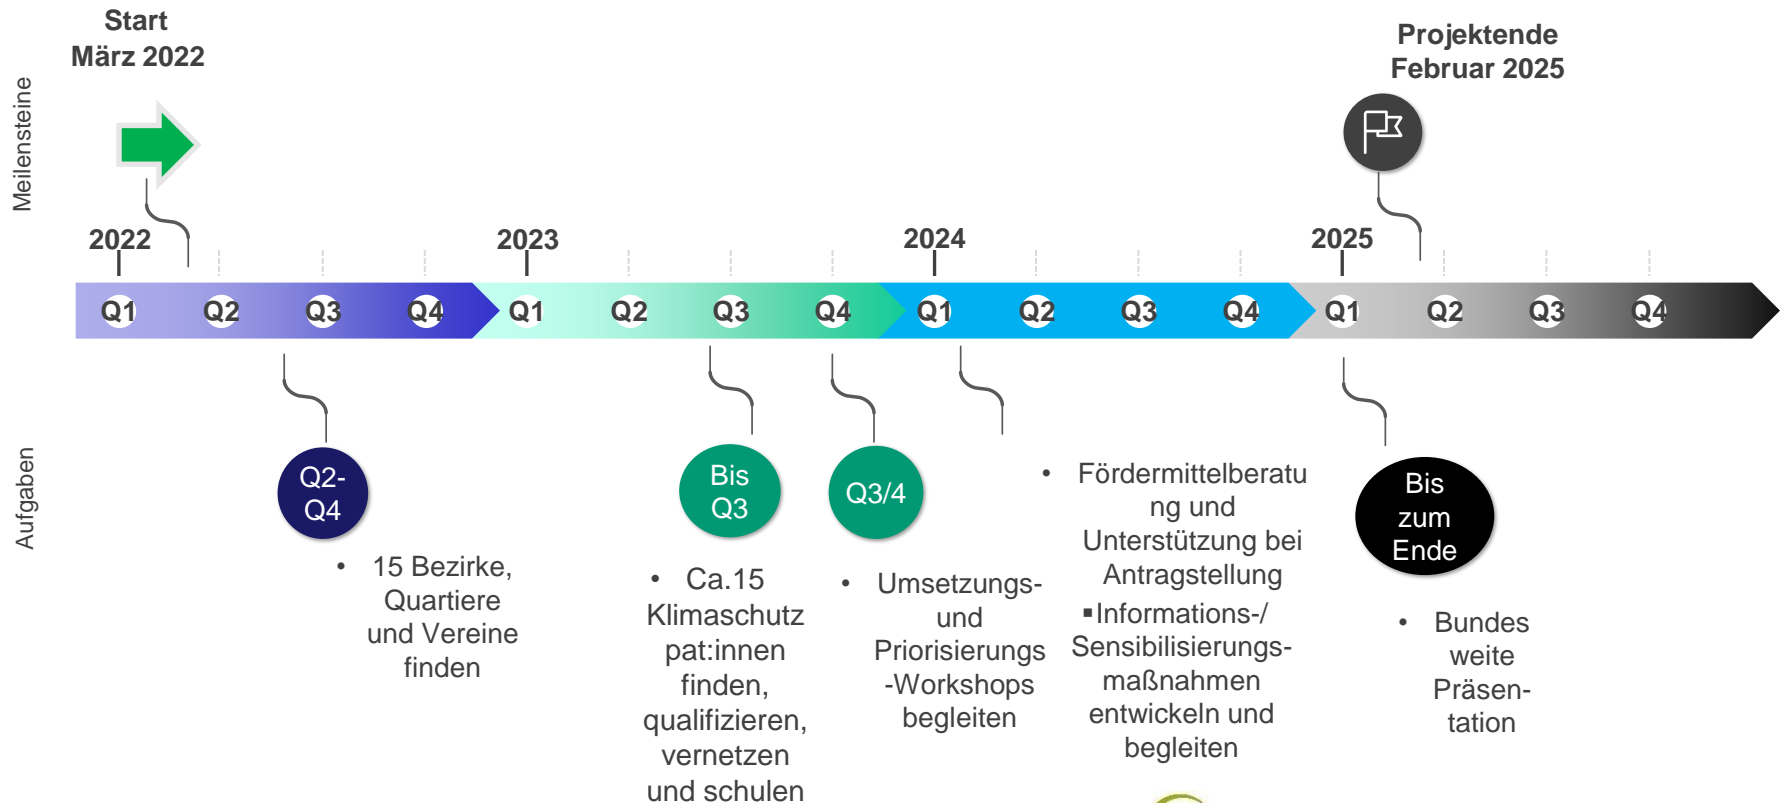 Start
März 2022
Projektende
Februar 2025
Meilensteine
2022
2023
2024
2025
Q1 Q2 Q3 Q4 Q1 Q2 Q3 Q4 Q1 Q2 Q3 Q4 Q1 Q2 Q3 Q4
Aufgaben
Q2-
Q4
• 15 Bezirke,
Quartiere
und Vereine
finden
Bis
Q3
• Ca.15
Klimaschutz
pat:innen
finden,
qualifizieren,
vernetzen
und schulen
Q3/4
• Umsetzungs-
und
Priorisierungs
-Workshops
begleiten
• Fördermittelberatu
ng und
Unterstützung bei
Antragstellung
▪Informations-/
Sensibilisierungs-
maßnahmen
entwickeln und
begleiten
Bis
zum
Ende
• Bundes
weite
Präsen-
tation